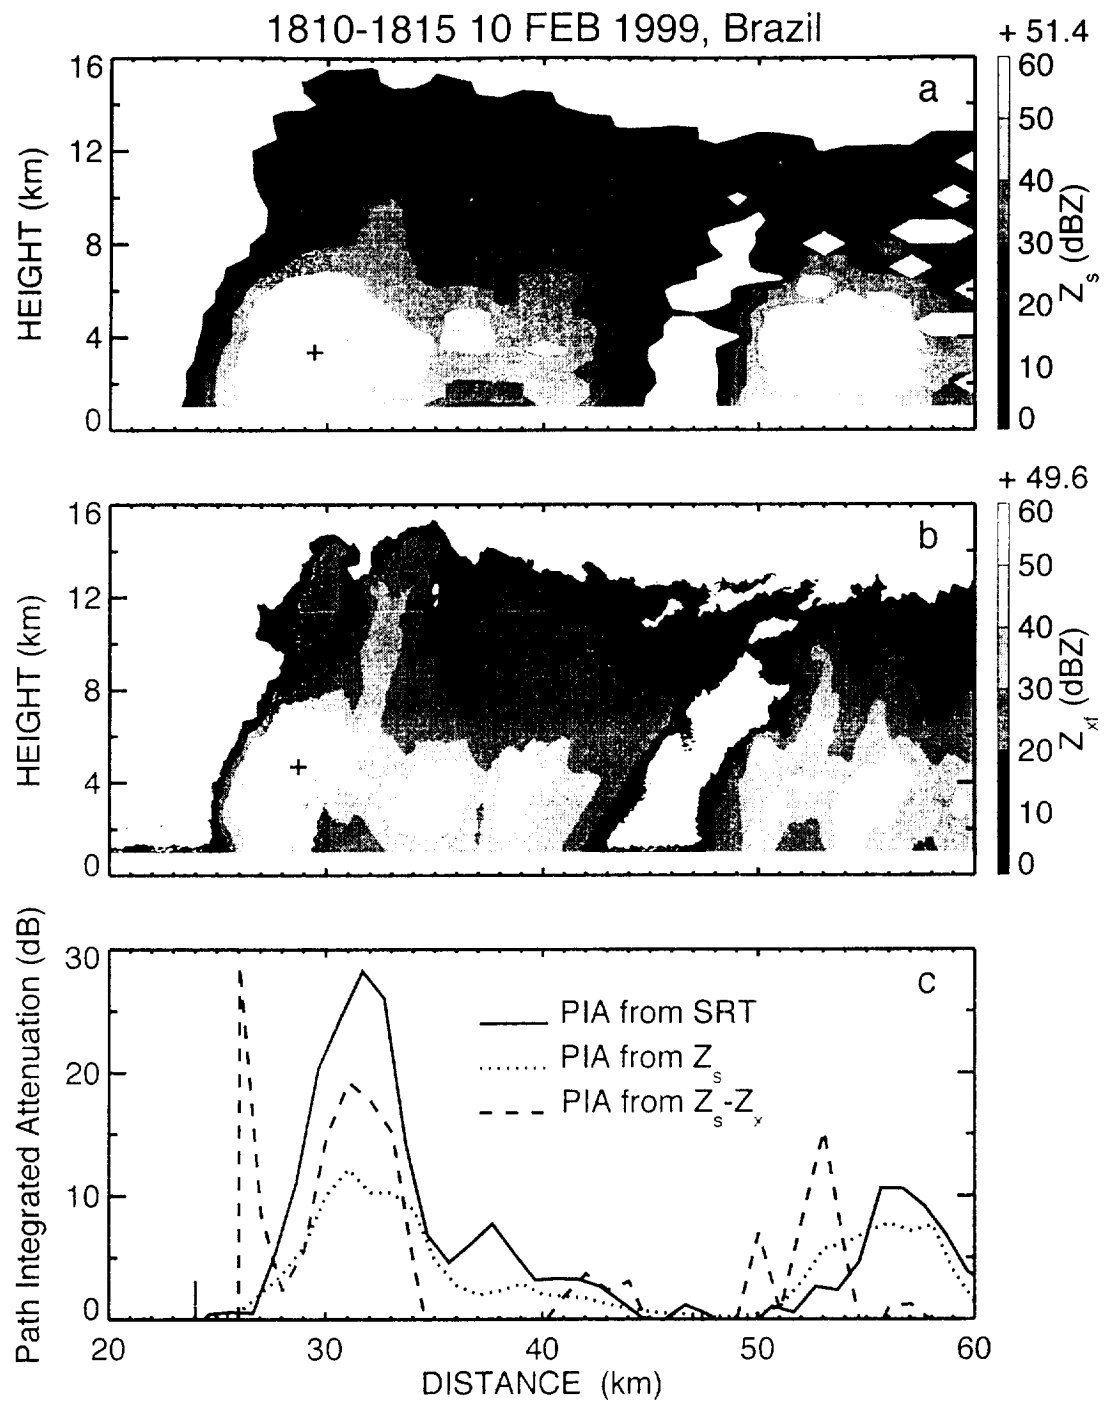 1810-1815 10 FEB 1999, Brazil
+ 51.4
a
16
12
8
4
0
HEIGHT (km)
60
50
40
30
20
10
0
Zs (dBZ)
+
+ 49.6
b
16
12
8
4
0
HEIGHT (km)
60
50
40
30
20
10
0
Zxf (dBZ)
+
c
30
20
10
0
Path Integrated Attenuation (dB)
PIA from SRT
PIA from Zs
PIA from Zs-Zx
20 30 40 50 60
DISTANCE (km)